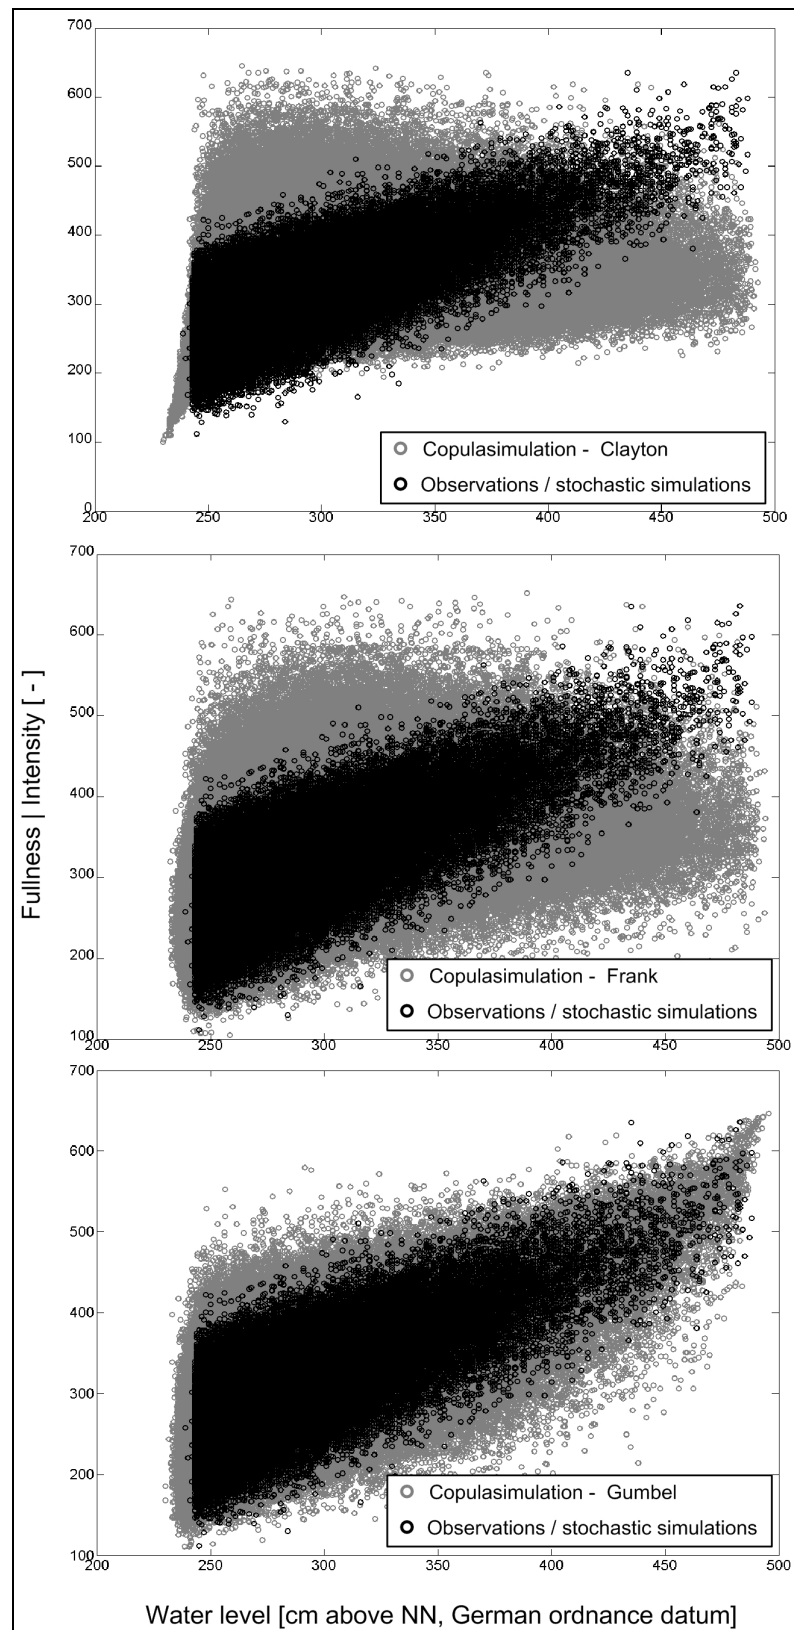 700
600
500
400
300
200
100
0
200 250 300 350 400 450 500
Copulasimulation - Clayton
Observations / stochastic simulations
700
600
500
400
300
200
100
200 250 300 350 400 450 500
Copulasimulation - Frank
Observations / stochastic simulations
Fullness | Intensity [ - ]
700
600
500
400
300
200
100
200 250 300 350 400 450 500
Copulasimulation - Gumbel
Observations / stochastic simulations
Water level [cm above NN, German ordnance datum]